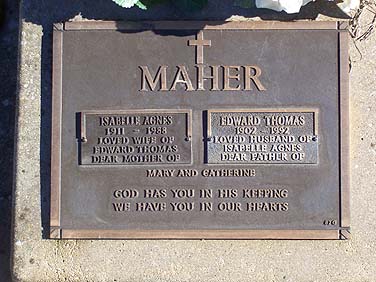 MAHER
ISABELLE AGNES
1911 - 1988
LOVED WIFE OF
EDWARD THOMAS
DEAR MOTHER OF
EDWARD THOMAS
1902 - 1992
LOVED HUSBAND OF
ISABELLE AGNES
DEAR FATHER OF
MARY AND CATHERINE
GOD HAS YOU IN HIS KEEPING
WE HAVE YOU IN OUR HEARTS